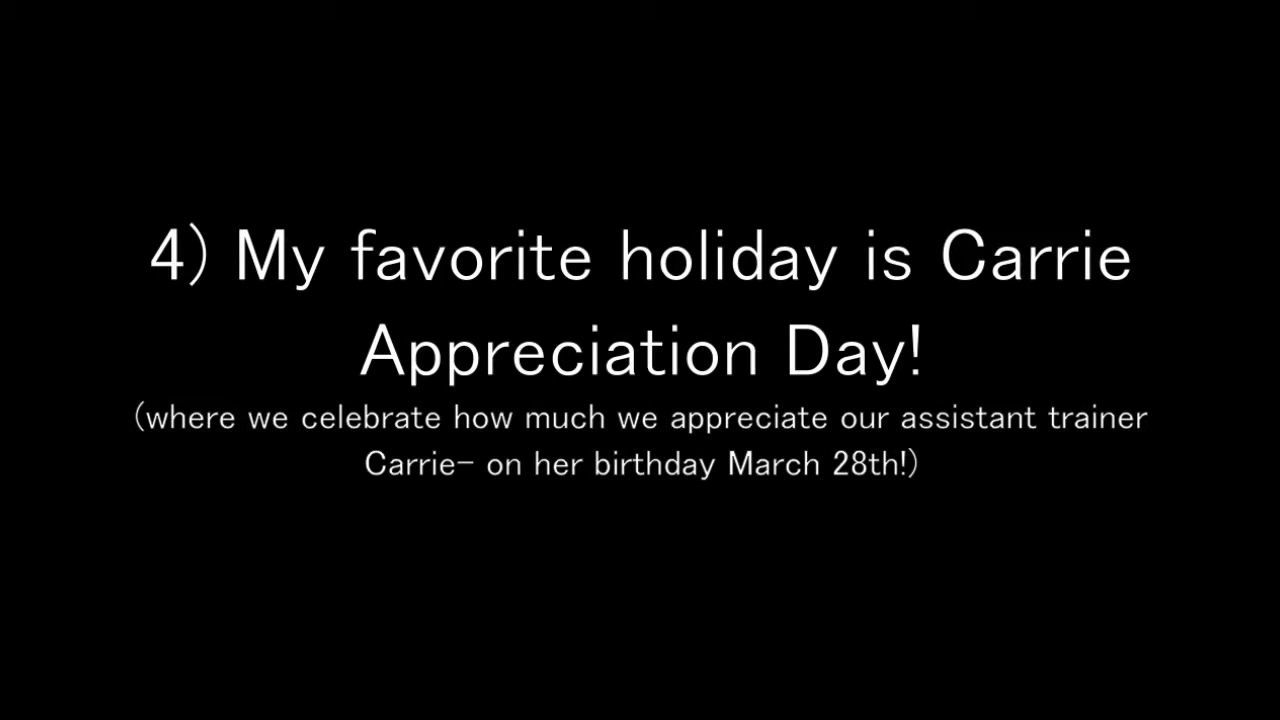 4) My favorite holiday is Carrie
Appreciation Day!
(where we celebrate how much we appreciate our assistant trainer
Carrie- on her birthday March 28th!)